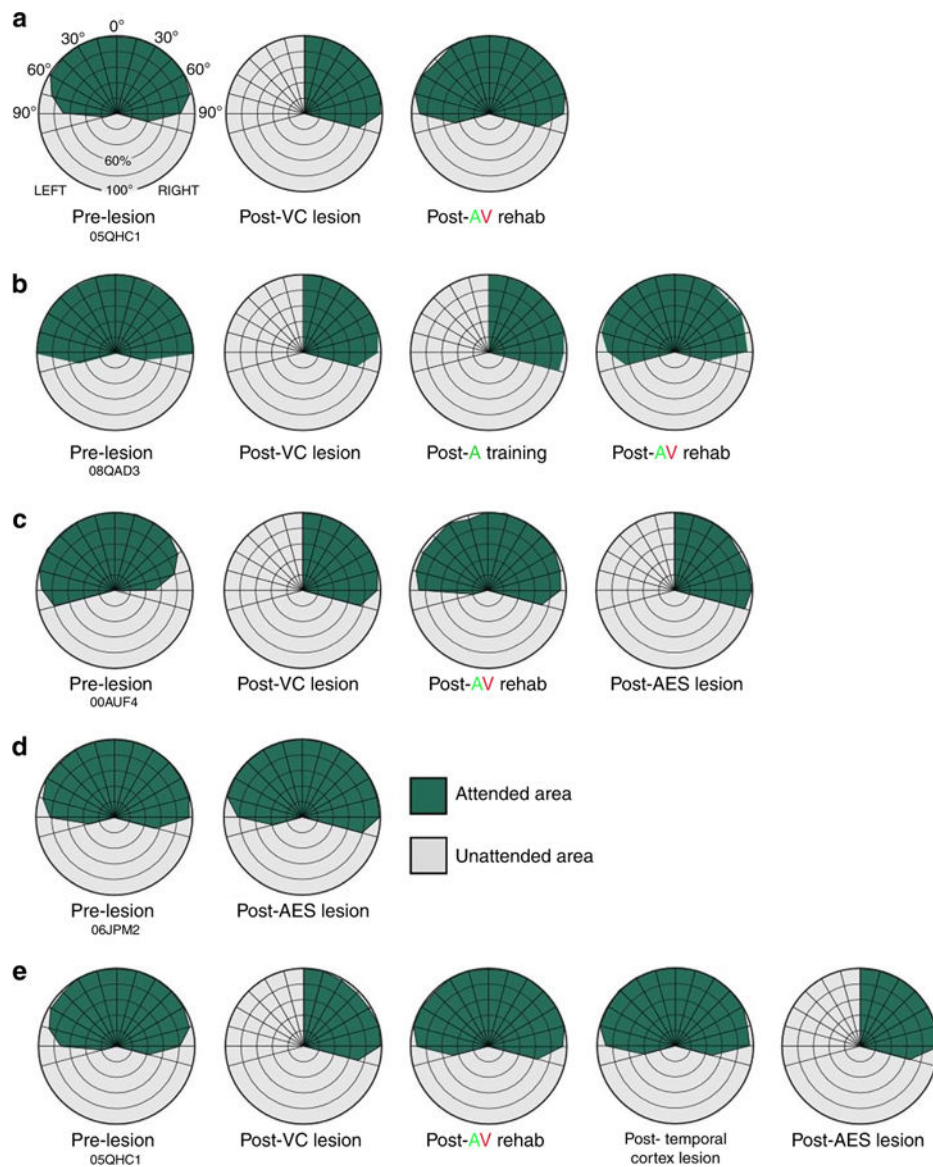 a
0°
30° 30°
60° 60°
90° 90°
60%
LEFT 100° RIGHT
Pre-lesion Post-VC lesion Post-AV rehab
05QHC1
b
Pre-lesion Post-VC lesion Post-A training Post-AV rehab
08QAD3
c
Pre-lesion Post-VC lesion Post-AV rehab Post-AES lesion
00AUF4
d
Attended area
Unattended area
Pre-lesion Post-AES lesion
06JPM2
e
Pre-lesion Post-VC lesion Post-AV rehab Post- temporal Post-AES lesion
05QHC1 cortex lesion